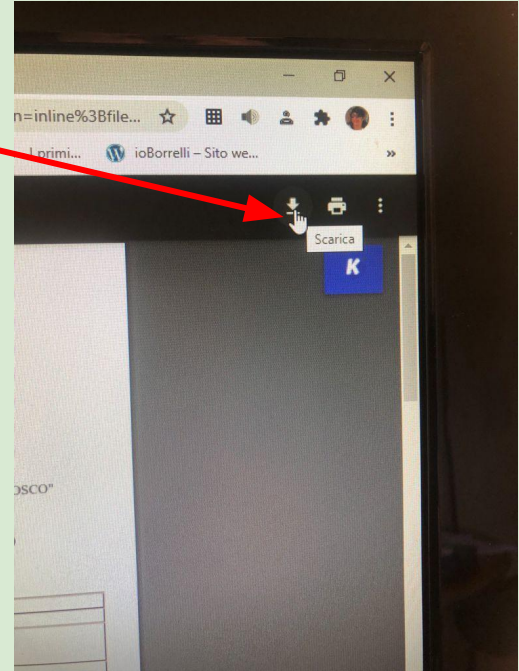 n=inline%3Bfile...
I primi...
ioBorrelli – Sito we...
»
Scarica
K
OSCO"